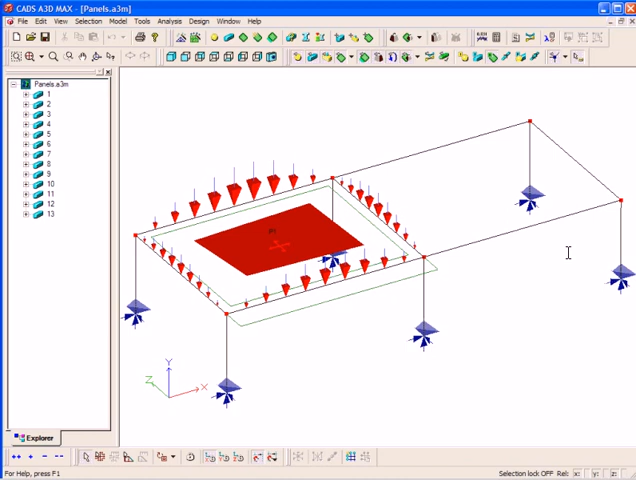 CADS A3D MAX - [Panels.a3m]
File Edit View Selection Model Tools Analysis Design Window Help
Panels.a3m
1
2
3
4
5
6
7
8
9
10
11
12
13
P1
Y
Z
X
Explorer
For Help, press F1
Selection lock OFF Rel: x: y: z: